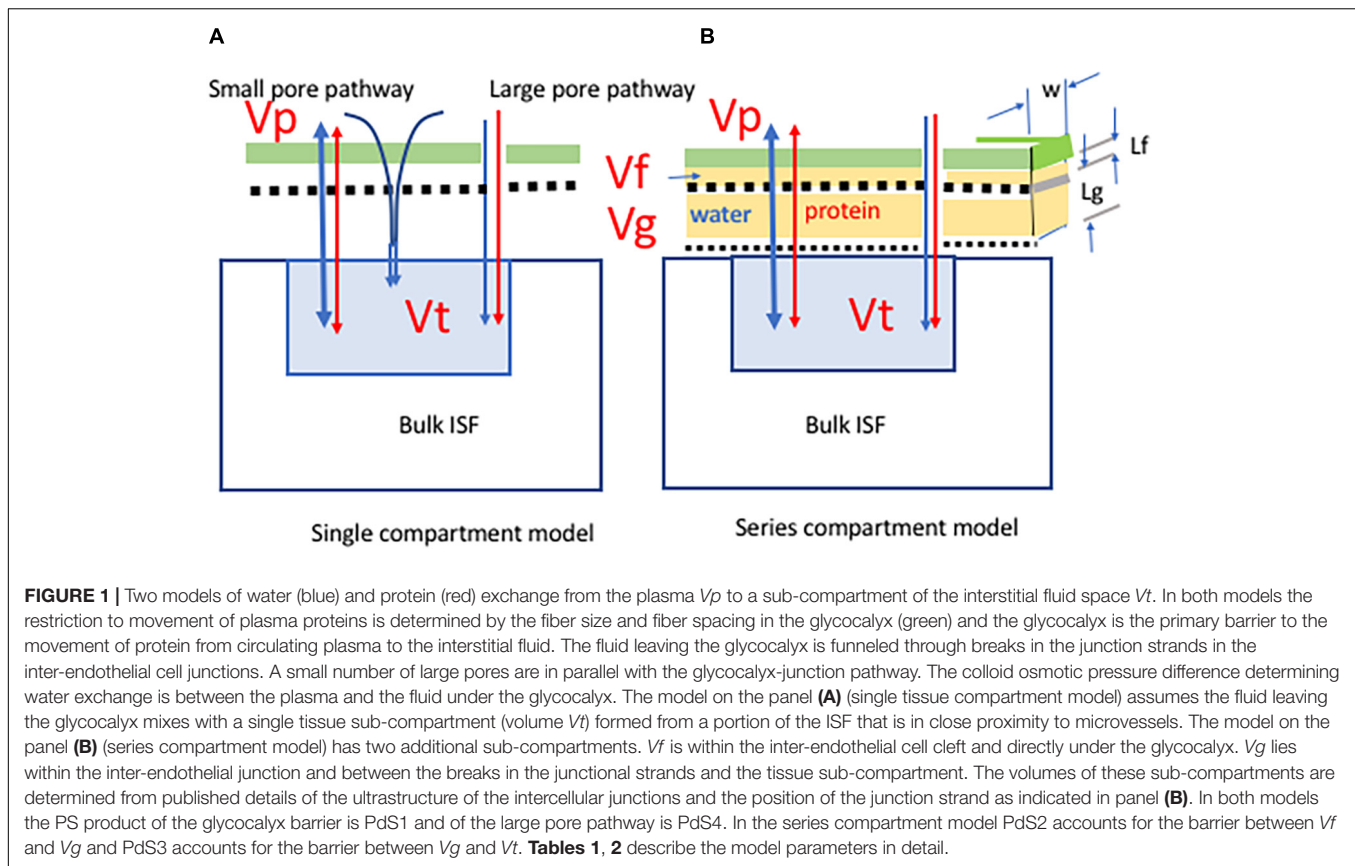 A
B
Small pore pathway
Large pore pathway
Vp
Vp
w
Lf
Vf
Lg
water
protein
Vg
Vt
Vt
Bulk ISF
Bulk ISF
Single compartment model
Series compartment model
FIGURE 1 | Two models of water (blue) and protein (red) exchange from the plasma Vp to a sub-compartment of the interstitial fluid space Vt. In both models the
restriction to movement of plasma proteins is determined by the fiber size and fiber spacing in the glycocalyx (green) and the glycocalyx is the primary barrier to the
movement of protein from circulating plasma to the interstitial fluid. The fluid leaving the glycocalyx is funneled through breaks in the junction strands in the
inter-endothelial cell junctions. A small number of large pores are in parallel with the glycocalyx-junction pathway. The colloid osmotic pressure difference determining
water exchange is between the plasma and the fluid under the glycocalyx. The model on the panel (A) (single tissue compartment model) assumes the fluid leaving
the glycocalyx mixes with a single tissue sub-compartment (volume Vt) formed from a portion of the ISF that is in close proximity to microvessels. The model on the
panel (B) (series compartment model) has two additional sub-compartments. Vf is within the inter-endothelial cell cleft and directly under the glycocalyx. Vg lies
within the inter-endothelial junction and between the breaks in the junctional strands and the tissue sub-compartment. The volumes of these sub-compartments are
determined from published details of the ultrastructure of the intercellular junctions and the position of the junction strand as indicated in panel (B). In both models
the PS product of the glycocalyx barrier is PdS1 and of the large pore pathway is PdS4. In the series compartment model PdS2 accounts for the barrier between Vf
and Vg and PdS3 accounts for the barrier between Vg and Vt. Tables 1, 2 describe the model parameters in detail.